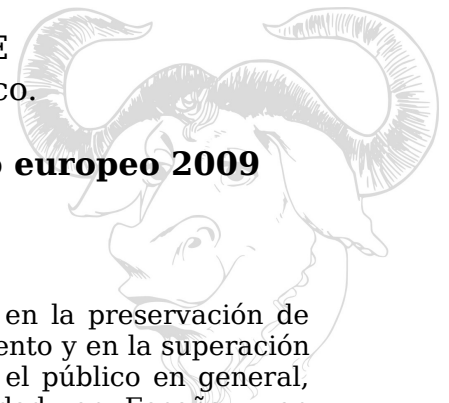 E
co.
europeo 2009
en la preservación de
ento y en la superación
el público en general,